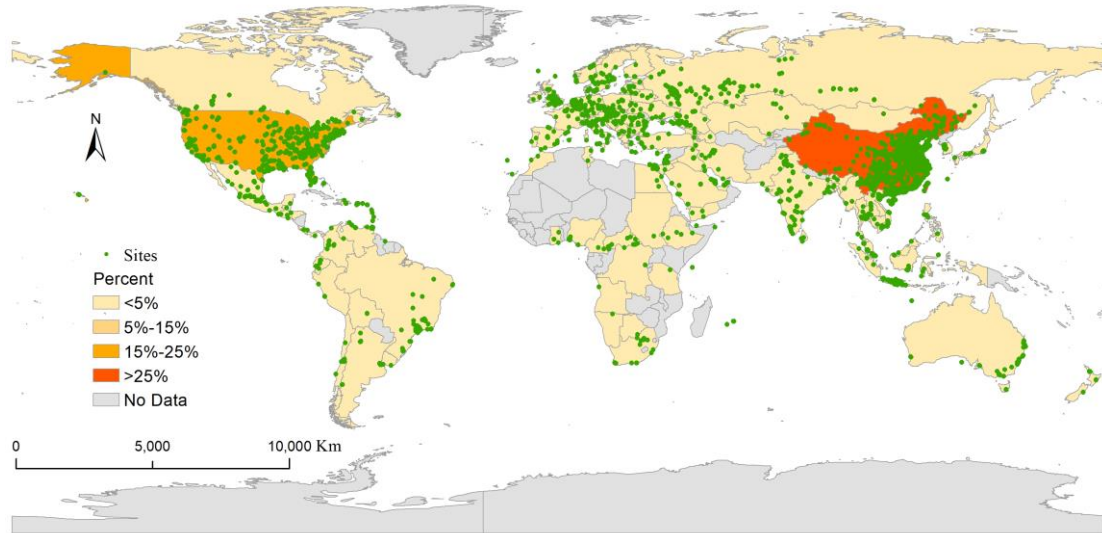 N
Sites
Percent
<5%
5%-15%
15%-25%
>25%
No Data
0 5,000 10,000 Km